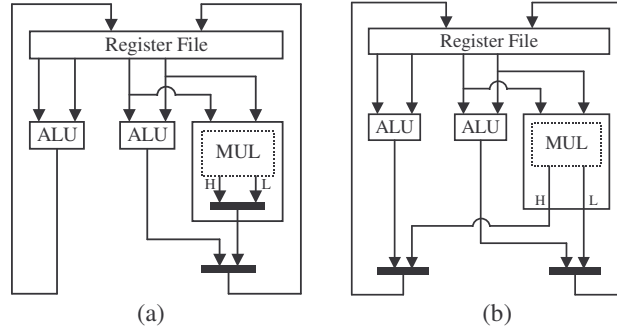 Register File
ALU
ALU
MUL
H
L
(a)
Register File
ALU
ALU
MUL
H
L
(b)